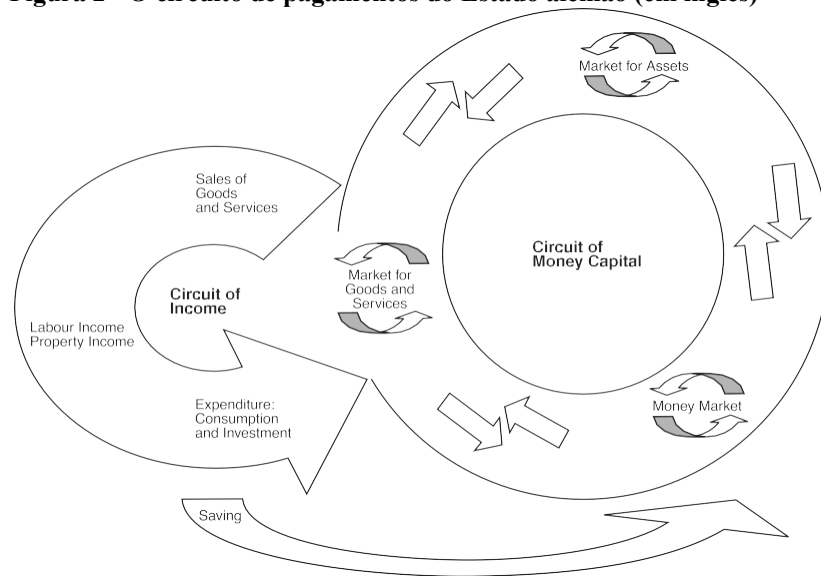 Figura – O circuito de pagamentos do Estado alemão (em inglês)
Market for Assets
Sales of
Goods
and Services
Circuit of
Money Capital
Market for
Goods and
Services
Circuit of
Income
Labour Income
Property Income
Expenditure:
Consumption
and Investment
Money Market
Saving